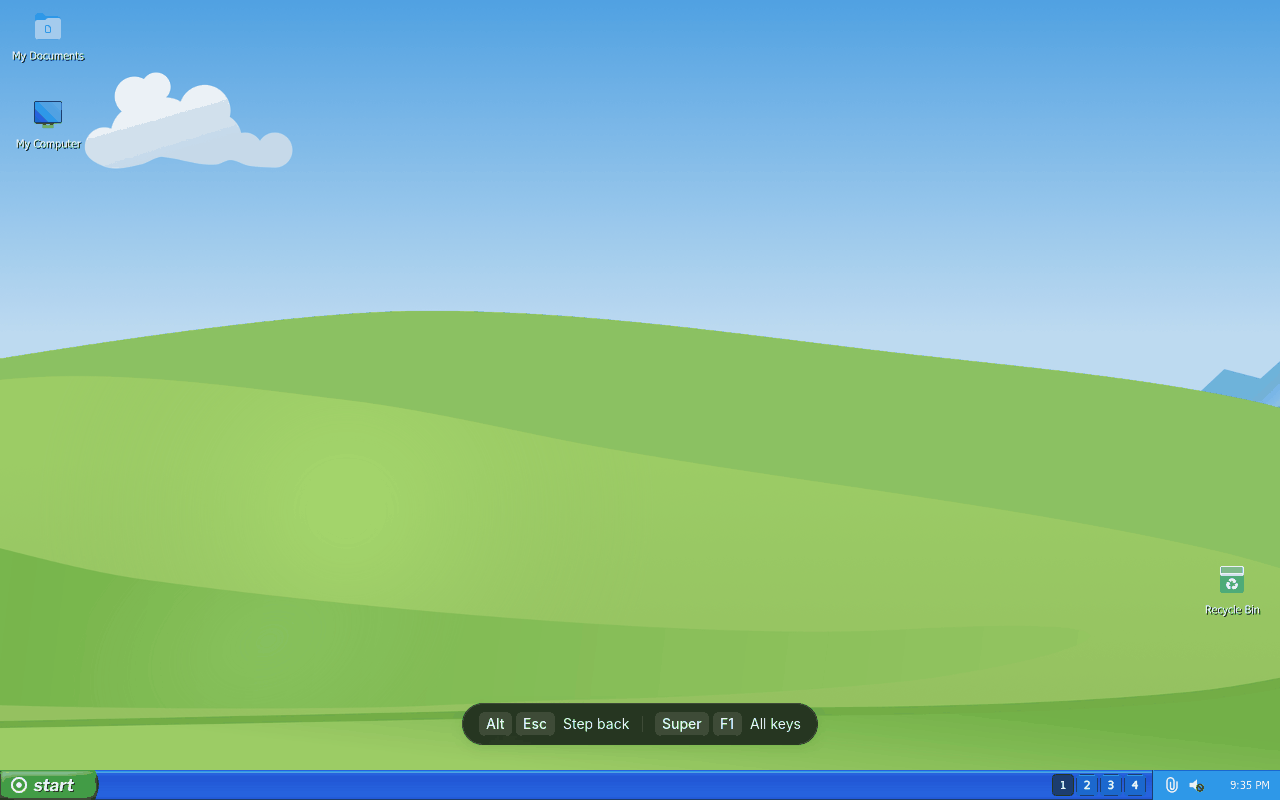 My Documents
My Computer
Recycle Bin
Alt Esc Step back Super F1 All keys
start 1 2 3 4 9:35 PM